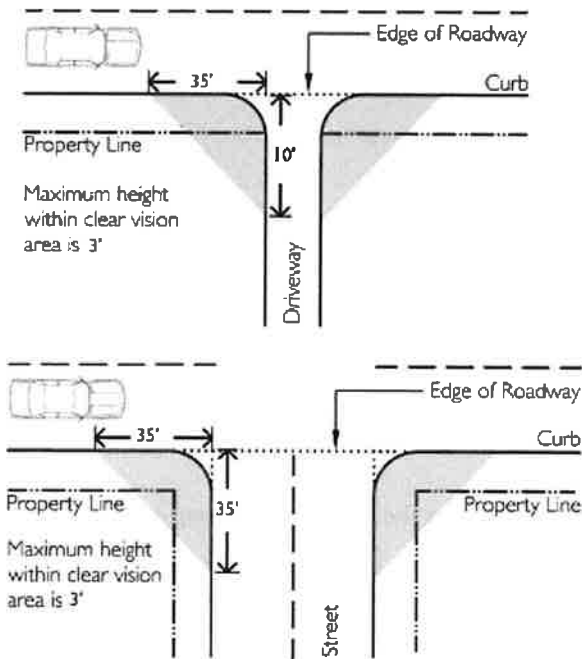 Edge of Roadway
35'
Curb
Property Line
10'
Maximum height
within clear vision
area is 3'
Driveway
Edge of Roadway
35'
Curb
Property Line
35'
Property Line
Maximum height
within clear vision
area is 3'
Street